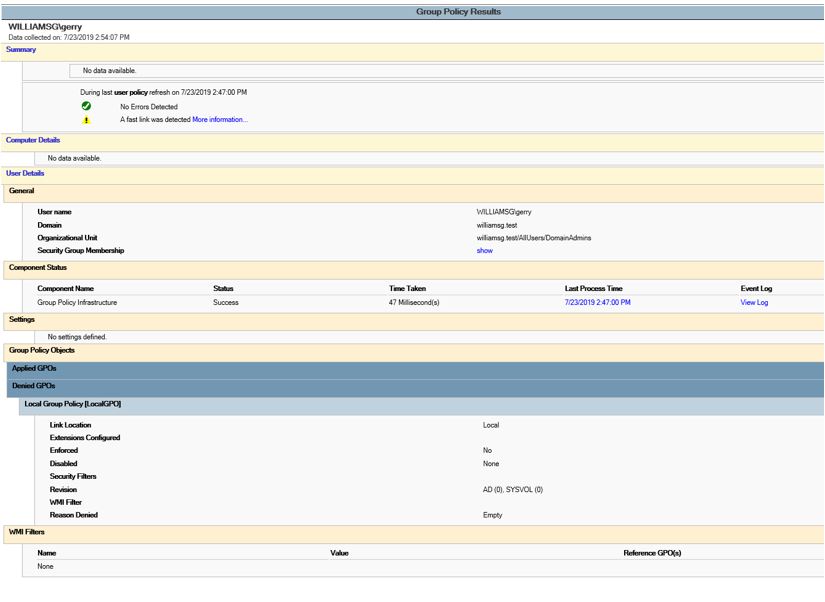 Group Policy Results
WILLIAMSG\gerry
Data collected on: 7/23/2019 2:54:07 PM
Summary
No data available.
During last user policy refresh on 7/23/2019 2:47:00 PM
No Errors Detected
A fast link was detected More information...
Computer Details
No data available.
User Details
General
User name WILLIAMSG\gerry
Domain williamsg.test
Organizational Unit williamsg.test/AllUsers/DomainAdmins
Security Group Membership show
Component Status
Component Name Status Time Taken Last Process Time Event Log
Group Policy Infrastructure Success 47 Millisecond(s) 7/23/2019 2:47:00 PM View Log
Settings
No settings defined.
Group Policy Objects
Applied GPOs
Denied GPOs
Local Group Policy [LocalGPO]
Link Location Local
Extensions Configured
Enforced No
Disabled None
Security Filters
Revision AD (0), SYSVOL (0)
WMI Filter
Reason Denied Empty
WMI Filters
Name Value Reference GPO(s)
None